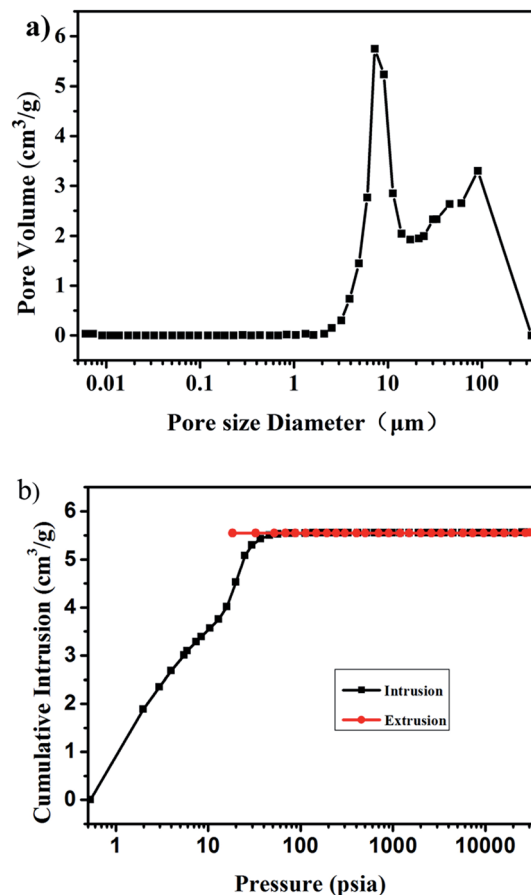 a)
Pore Volume (cm³/g)
6
5
4
3
2
1
0
0.01 0.1 1 10 100
Pore size Diameter（μm）
b)
Cumulative Intrusion (cm³/g)
6
5
4
3
2
1
0
Intrusion
Extrusion
1 10 100 1000 10000
Pressure (psia)